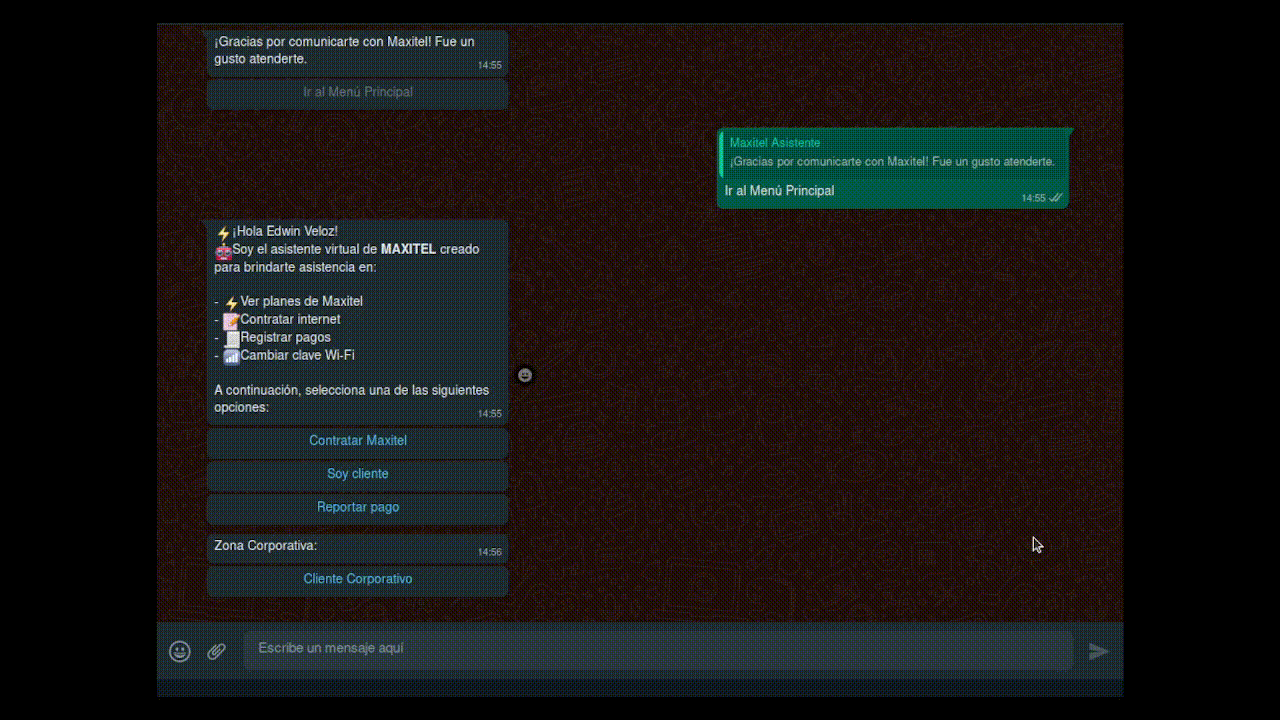 ¡Gracias por comunicarte con Maxitel! Fue un
gusto atenderte.
14:55
Ir al Menú Principal
Maxitel Asistente
¡Gracias por comunicarte con Maxitel! Fue un gusto atenderte.
Ir al Menú Principal
14:55
¡Hola Edwin Veloz!
Soy el asistente virtual de MAXITEL creado
para brindarte asistencia en:
- Ver planes de Maxitel
- Contratar internet
- Registrar pagos
- Cambiar clave Wi-Fi
A continuación, selecciona una de las siguientes
opciones:
14:55
Contratar Maxitel
Soy cliente
Reportar pago
Zona Corporativa:
14:56
Cliente Corporativo
Escribe un mensaje aquí